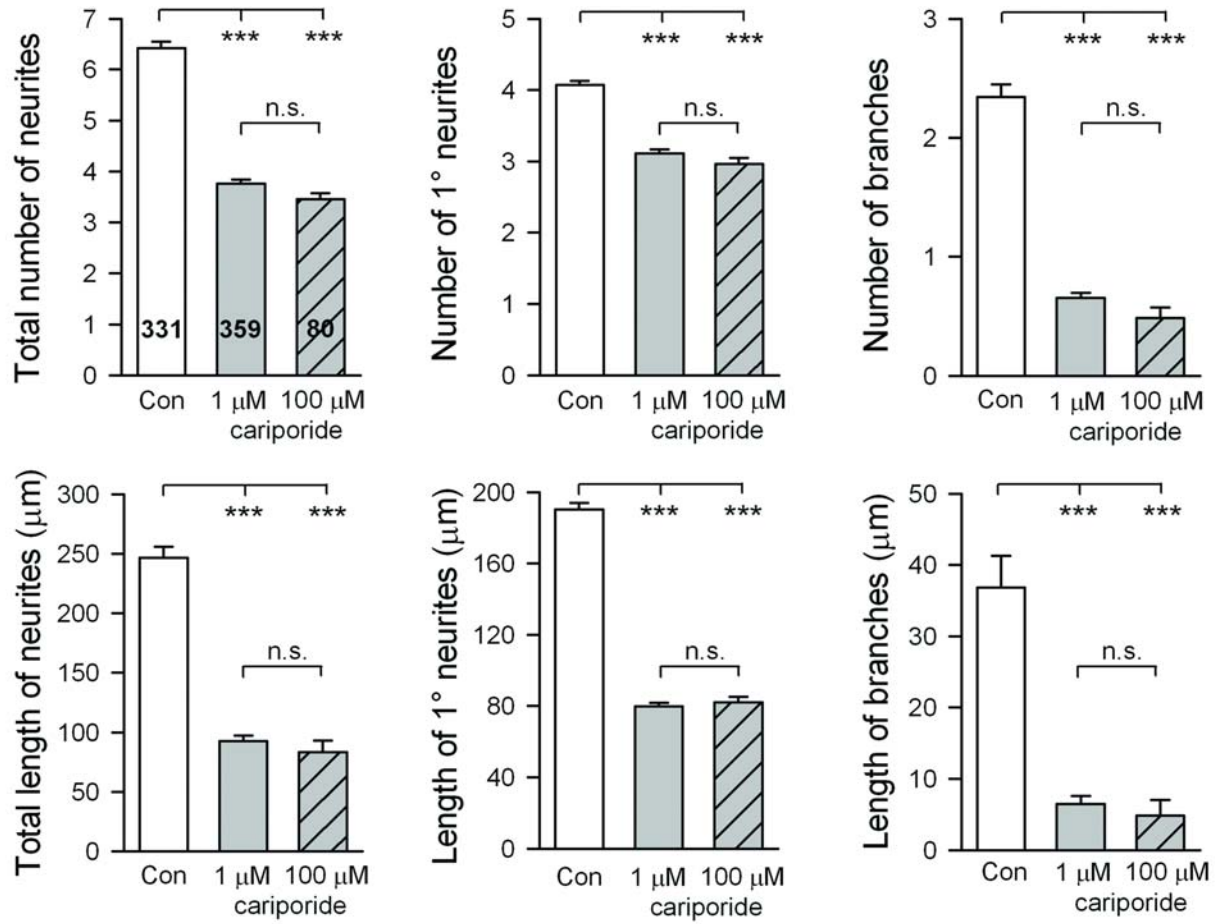 Total number of neurites
7
6
5
4
3
2
1
0
***
***
n.s.
331
359
80
Con
1 μM
100 μM
cariporide
Number of 1° neurites
5
4
3
2
1
0
***
***
n.s.
Con
1 μM
100 μM
cariporide
Number of branches
3
2
1
0
***
***
n.s.
Con
1 μM
100 μM
cariporide
Total length of neurites (μm)
300
250
200
150
100
50
0
***
***
n.s.
Con
1 μM
100 μM
cariporide
Length of 1° neurites (μm)
200
160
120
80
40
0
***
***
n.s.
Con
1 μM
100 μM
cariporide
Length of branches (μm)
50
40
30
20
10
0
***
***
n.s.
Con
1 μM
100 μM
cariporide